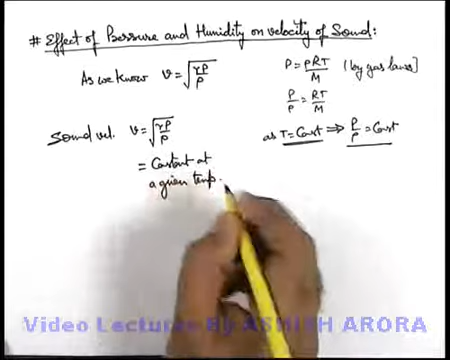 # Effect of Pressure and Humidity on velocity of Sound:
As we know v = √(γP/ρ)
P = ρRT/M (by gas laws]
P/ρ = RT/M
Sound vel. v = √(γP/ρ)
as T = Const ⇒ P/ρ = Const
= Constant at
a given temp.
Video Lectures By ASHISH ARORA